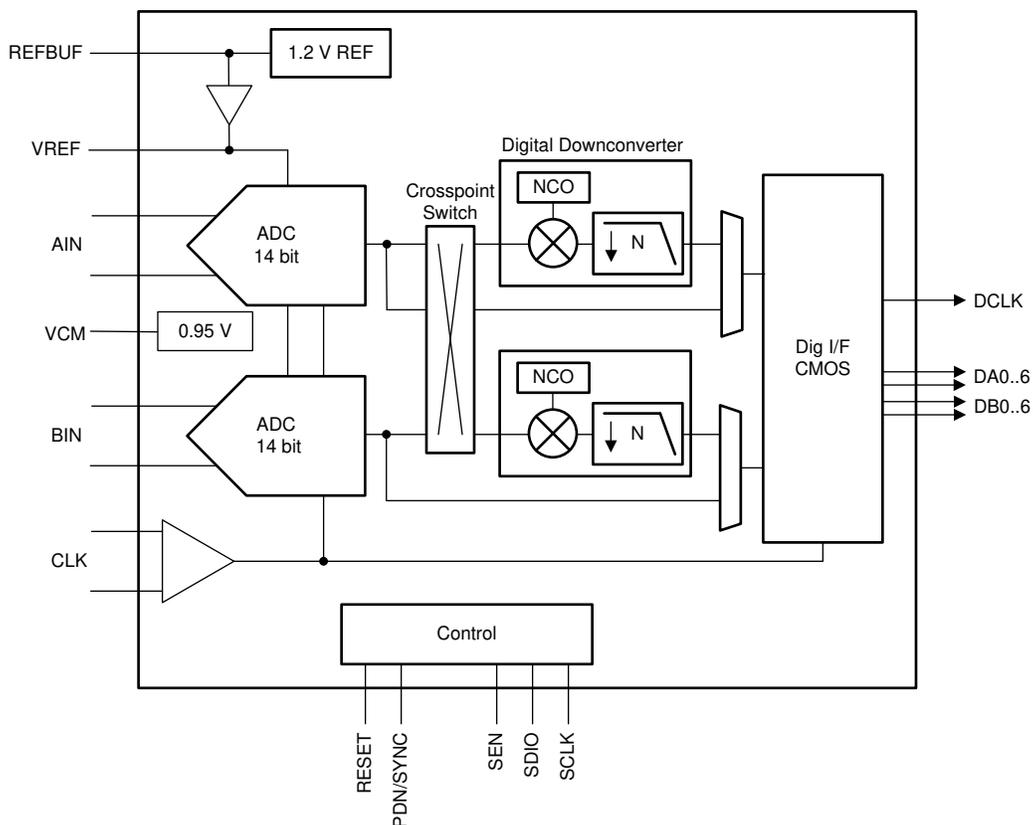 REFBUF
1.2 V REF
VREF
Digital Downconverter
NCO
Crosspoint
Switch
AIN
ADC
14 bit
N
DCLK
VCM
0.95 V
Dig I/F
CMOS
NCO
DA0..6
DB0..6
BIN
ADC
14 bit
N
CLK
Control
RESET
PDN/SYNC
SEN
SDIO
SCLK